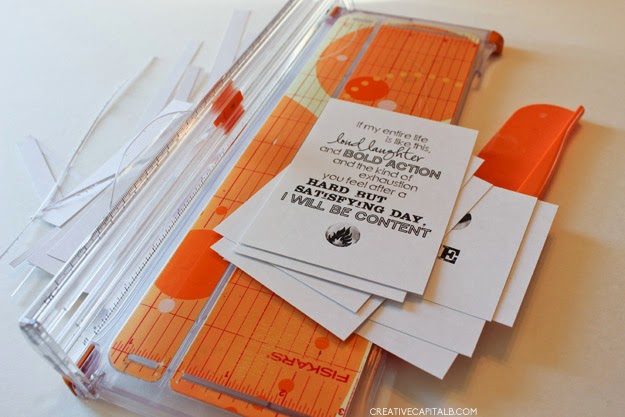 if my entire life
is like this,
loud laughter
and BOLD ACTION
and the kind of
exhaustion
you feel after a
HARD BUT
SATISFYING DAY,
I WILL BE CONTENT
FISKARS
CREATIVECAPITALB.COM